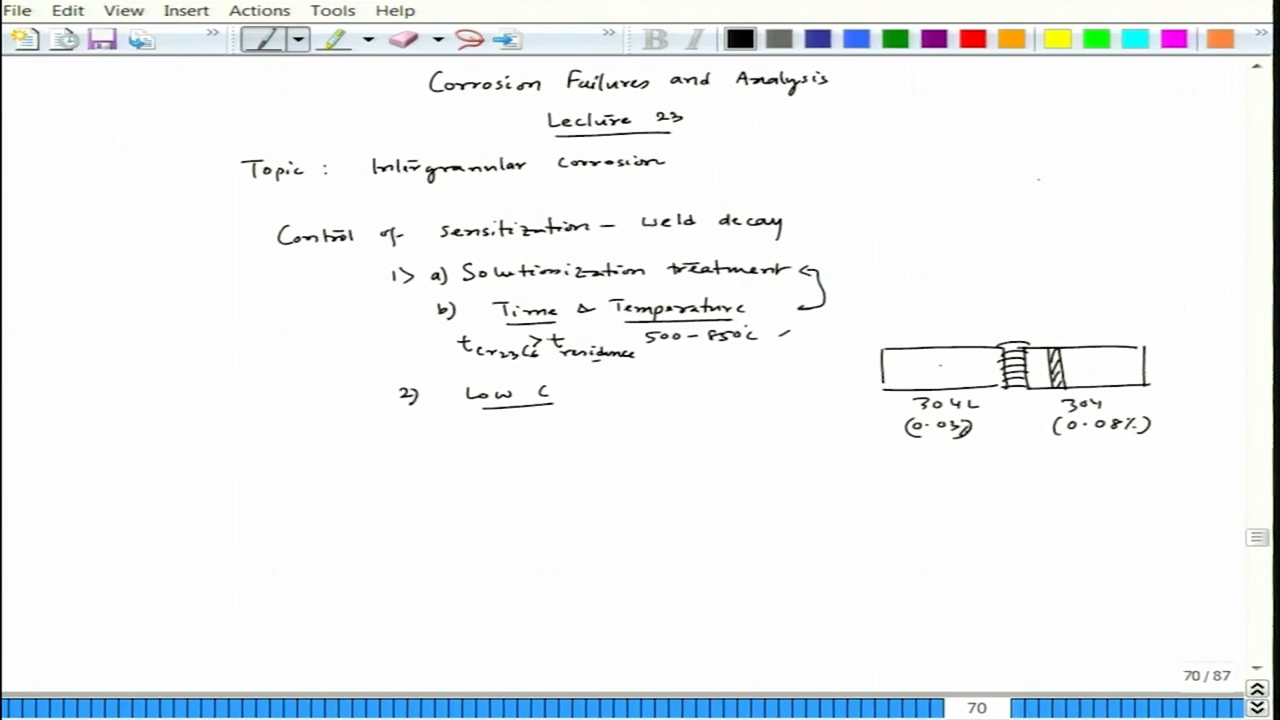 File Edit View Insert Actions Tools Help
B I
Corrosion Failures and Analysis
Lecture 23
Topic : Intergranular corrosion
Control of sensitization - weld decay
1> a) Solutionization treatment
b) Time & Temperature
tCr23C6 > tresidence
500-850°C
2) Low C
304L 304
(0.03) (0.08%)
70 / 87
70